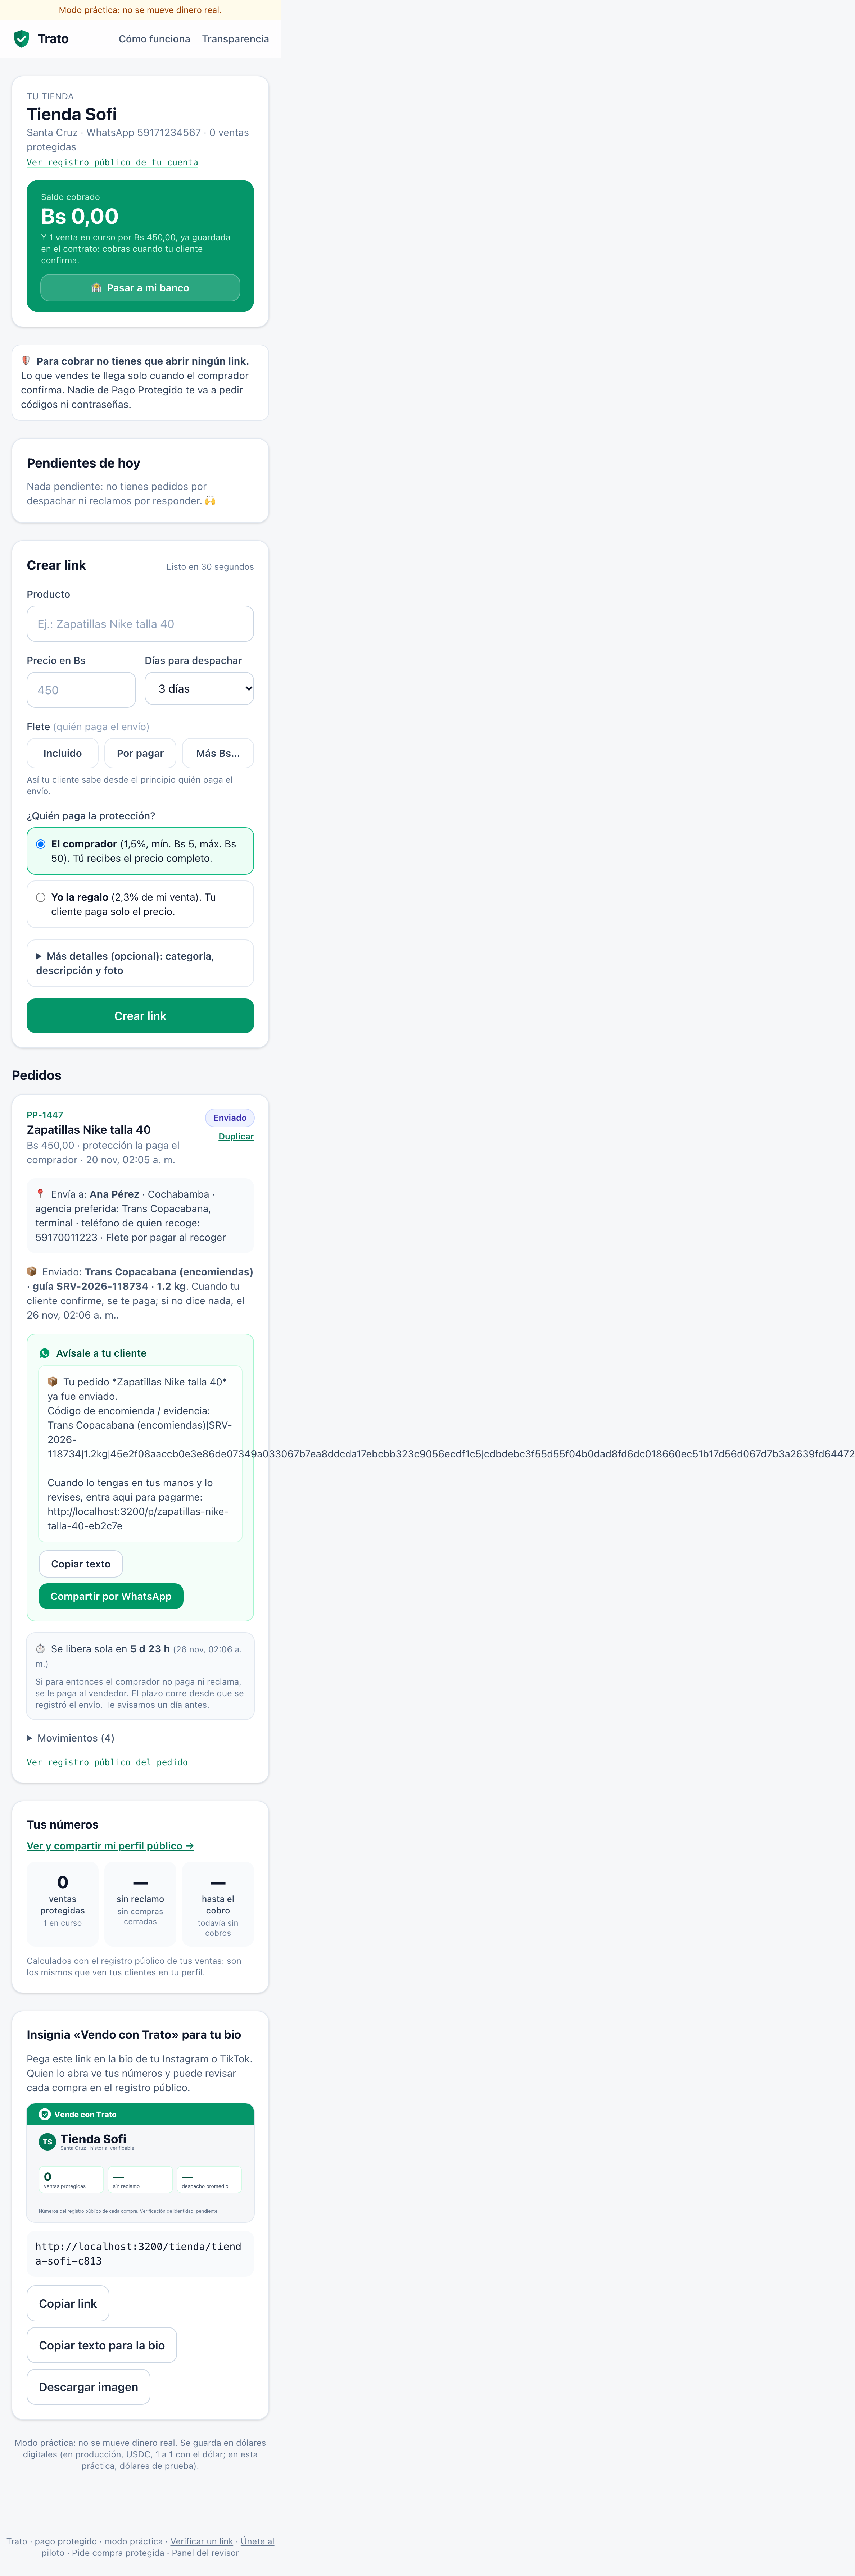 Modo práctica: no se mueve dinero real.
Trato
Cómo funciona Transparencia
TU TIENDA
Tienda Sofi
Santa Cruz · WhatsApp 59171234567 · 0 ventas
protegidas
Ver registro público de tu cuenta
Saldo cobrado
Bs 0,00
Y 1 venta en curso por Bs 450,00, ya guardada
en el contrato: cobras cuando tu cliente
confirma.
Pasar a mi banco
Para cobrar no tienes que abrir ningún link.
Lo que vendes te llega solo cuando el comprador
confirma. Nadie de Pago Protegido te va a pedir
códigos ni contraseñas.
Pendientes de hoy
Nada pendiente: no tienes pedidos por
despachar ni reclamos por responder. 🙌
Crear link
Listo en 30 segundos
Producto
Ej.: Zapatillas Nike talla 40
Precio en Bs
Días para despachar
450
3 días
Flete (quién paga el envío)
Incluido
Por pagar
Más Bs...
Así tu cliente sabe desde el principio quién paga el
envío.
¿Quién paga la protección?
El comprador (1,5%, mín. Bs 5, máx. Bs
50). Tú recibes el precio completo.
Yo la regalo (2,3% de mi venta). Tu
cliente paga solo el precio.
Más detalles (opcional): categoría,
descripción y foto
Crear link
Pedidos
PP-1447
Enviado
Zapatillas Nike talla 40
Duplicar
Bs 450,00 · protección la paga el
comprador · 20 nov, 02:05 a. m.
📍 Envía a: Ana Pérez · Cochabamba ·
agencia preferida: Trans Copacabana,
terminal · teléfono de quien recoge:
59170011223 · Flete por pagar al recoger
📦 Enviado: Trans Copacabana (encomiendas)
· guía SRV-2026-118734 · 1.2 kg. Cuando tu
cliente confirme, se te paga; si no dice nada, el
26 nov, 02:06 a. m..
Avísale a tu cliente
📦 Tu pedido *Zapatillas Nike talla 40*
ya fue enviado.
Código de encomienda / evidencia:
Trans Copacabana (encomiendas)|SRV-
2026-
118734|1.2kg|45e2f08aaccb0e3e86de07349a033067b7ea8ddcda17ebcbb323c9056ecdf1c5|cdbdebc3f55d55f04b0dad8fd6dc018660ec51b17d56d067d7b3a2639fd64472
Cuando lo tengas en tus manos y lo
revises, entra aquí para pagarme:
http://localhost:3200/p/zapatillas-nike-
talla-40-eb2c7e
Copiar texto
Compartir por WhatsApp
⏱ Se libera sola en 5 d 23 h (26 nov, 02:06 a.
m.)
Si para entonces el comprador no paga ni reclama,
se le paga al vendedor. El plazo corre desde que se
registró el envío. Te avisamos un día antes.
Movimientos (4)
Ver registro público del pedido
Tus números
Ver y compartir mi perfil público →
0
ventas
protegidas
1 en curso
—
sin reclamo
sin compras
cerradas
—
hasta el
cobro
todavía sin
cobros
Calculados con el registro público de tus ventas: son
los mismos que ven tus clientes en tu perfil.
Insignia «Vendo con Trato» para tu bio
Pega este link en la bio de tu Instagram o TikTok.
Quien lo abra ve tus números y puede revisar
cada compra en el registro público.
Vende con Trato
TS
Tienda Sofi
Santa Cruz · historial verificable
0
ventas protegidas
—
sin reclamo
—
despacho promedio
Números del registro público de cada compra. Verificación de identidad: pendiente.
http://localhost:3200/tienda/tiend
a-sofi-c813
Copiar link
Copiar texto para la bio
Descargar imagen
Modo práctica: no se mueve dinero real. Se guarda en dólares
digitales (en producción, USDC, 1 a 1 con el dólar; en esta
práctica, dólares de prueba).
Trato · pago protegido · modo práctica · Verificar un link · Únete al
piloto · Pide compra protegida · Panel del revisor